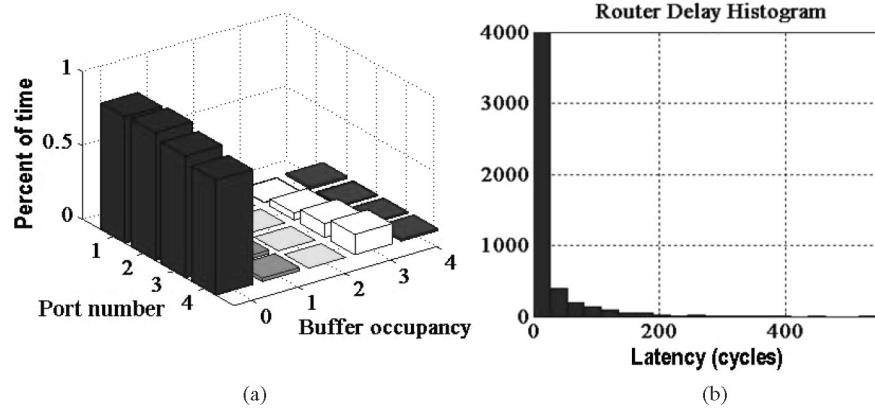 Router Delay Histogram
Percent of time
1
0.5
0
1
2
3
4
Port number
0
1
2
3
4
Buffer occupancy
(a)
4000
3000
4000
1000
0
0
200
400
Latency (cycles)
(b)